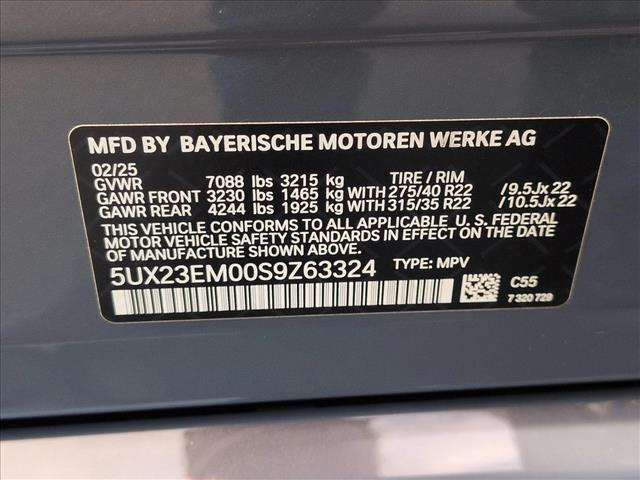 MFD BY BAYERISCHE MOTOREN WERKE AG
02/25
GVWR 7088 lbs 3215 kg TIRE / RIM
GAWR FRONT 3230 lbs 1465 kg WITH 275/40 R22 /9.5Jx22
GAWR REAR 4244 lbs 1925 kg WITH 315/35 R22 /10.5Jx22
THIS VEHICLE CONFORMS TO ALL APPLICABLE U.S. FEDERAL
MOTOR VEHICLE SAFETY STANDARDS IN EFFECT ON THE DATE OF
MANUFACTURE SHOWN ABOVE.
5UX23EM00S9Z63324 TYPE: MPV
C55
7 320 729